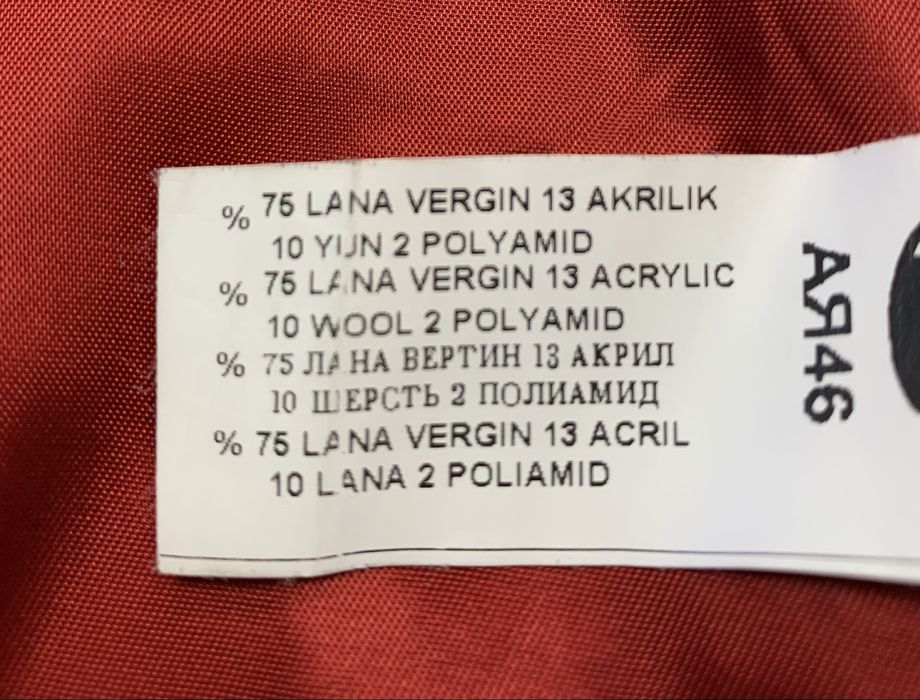 % 75 LANA VERGIN 13 AKRILIK
10 YUN 2 POLYAMID
% 75 LANA VERGIN 13 ACRYLIC
10 WOOL 2 POLYAMID
% 75 ЛАНА ВЕРТИН 13 АКРИЛ
10 ШЕРСТЬ 2 ПОЛИАМИД
% 75 LANA VERGIN 13 ACRIL
10 LANA 2 POLIAMID
АЯ46